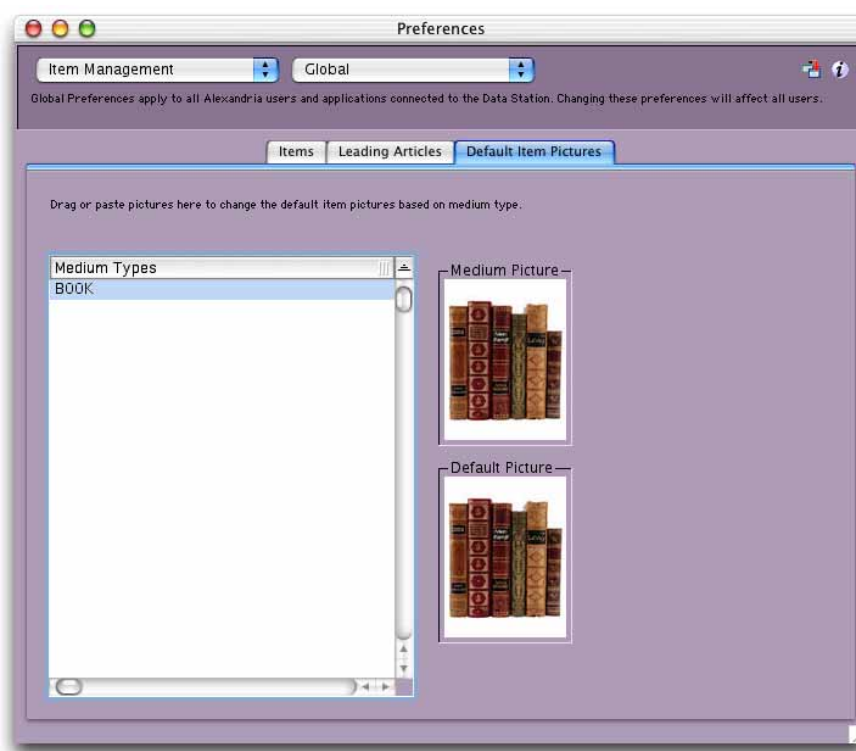 Preferences
Item Management
Global
Global Preferences apply to all Alexandria users and applications connected to the Data Station. Changing these preferences will affect all users.
Items
Leading Articles
Default Item Pictures
Drag or paste pictures here to change the default item pictures based on medium type.
Medium Types
BOOK
Medium Picture
Default Picture